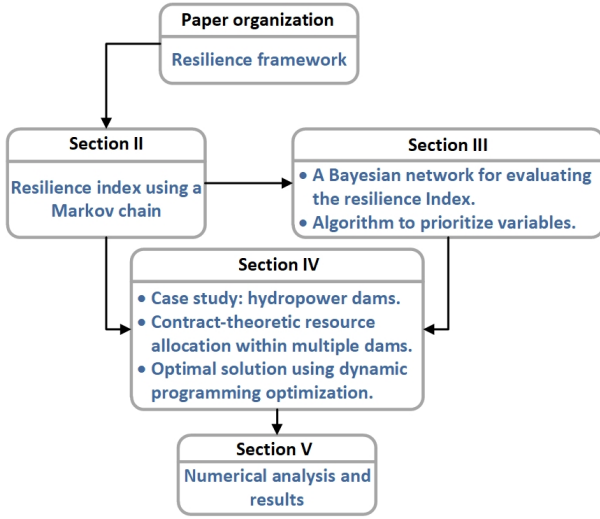 Paper organization
Resilience framework
Section II
Resilience index using a
Markov chain
Section III
• A Bayesian network for evaluating
the resilience Index.
• Algorithm to prioritize variables.
Section IV
• Case study: hydropower dams.
• Contract-theoretic resource
allocation within multiple dams.
• Optimal solution using dynamic
programming optimization.
Section V
Numerical analysis and
results